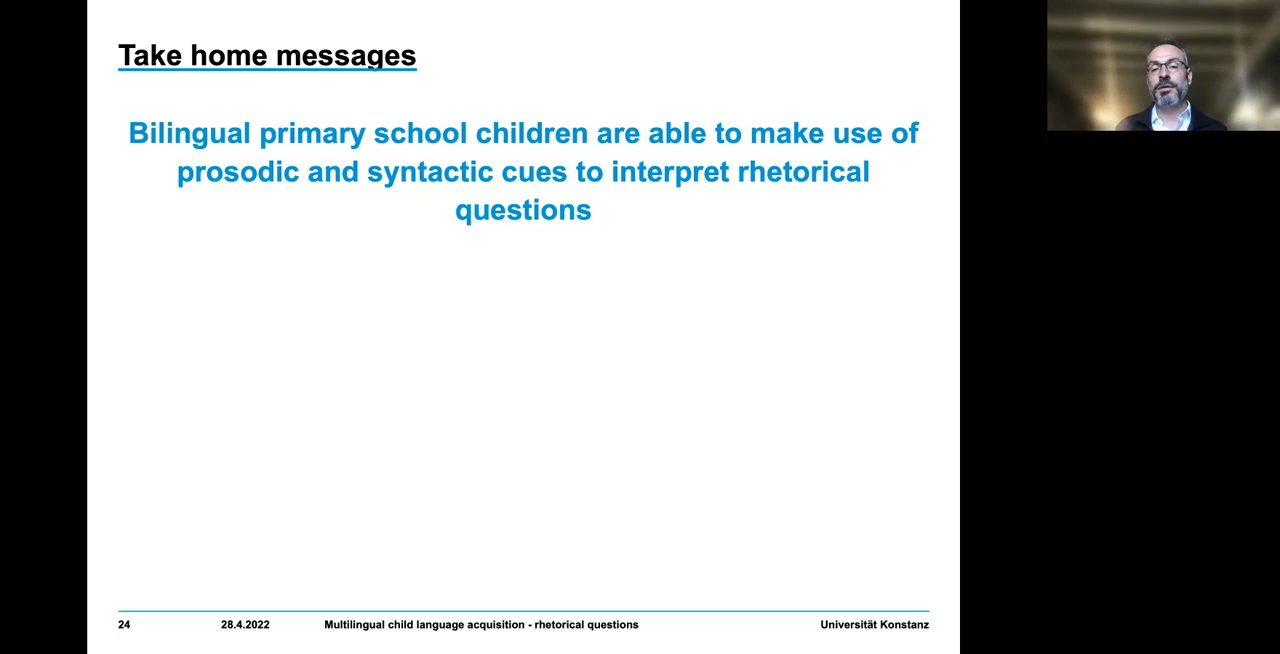 Take home messages
Bilingual primary school children are able to make use of
prosodic and syntactic cues to interpret rhetorical
questions
24 28.4.2022 Multilingual child language acquisition - rhetorical questions Universität Konstanz